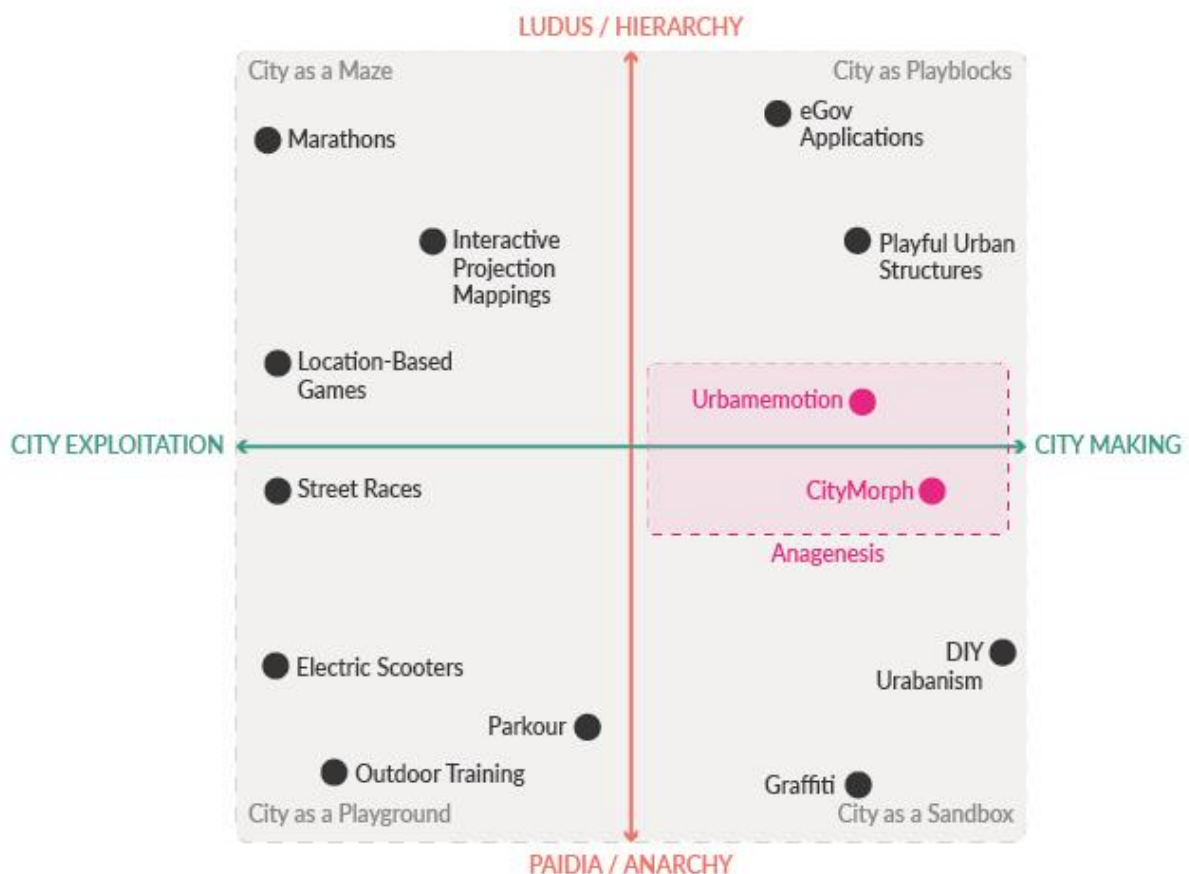 LUDUS / HIERARCHY
City as a Maze
City as Playblocks
eGov
Applications
Marathons
Interactive
Projection
Mappings
Playful Urban
Structures
Location-Based
Games
Urbamemotion
CITY EXPLOITATION
CITY MAKING
Street Races
CityMorph
Anagenesis
DIY
Urabanism
Electric Scooters
Parkour
Outdoor Training
Graffiti
City as a Playground
City as a Sandbox
PAIDIA / ANARCHY